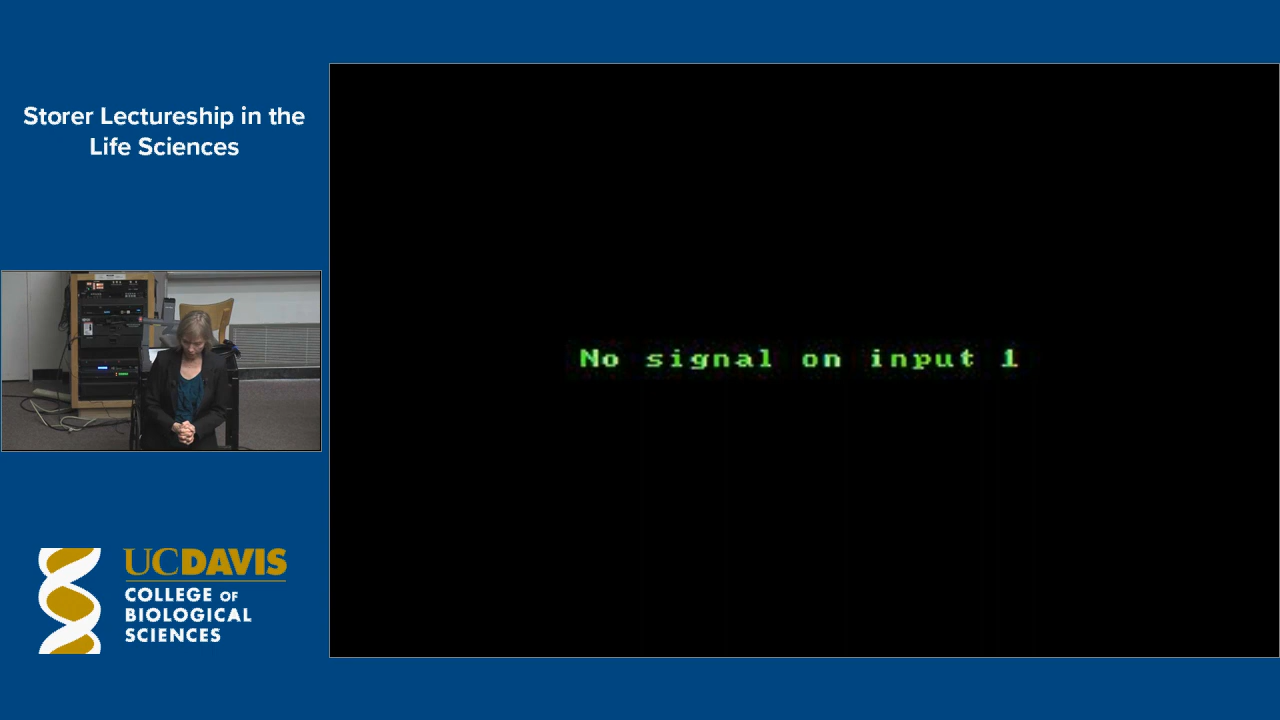 Storer Lectureship in the
Life Sciences
No signal on input 1
UCDAVIS
COLLEGE OF
BIOLOGICAL
SCIENCES